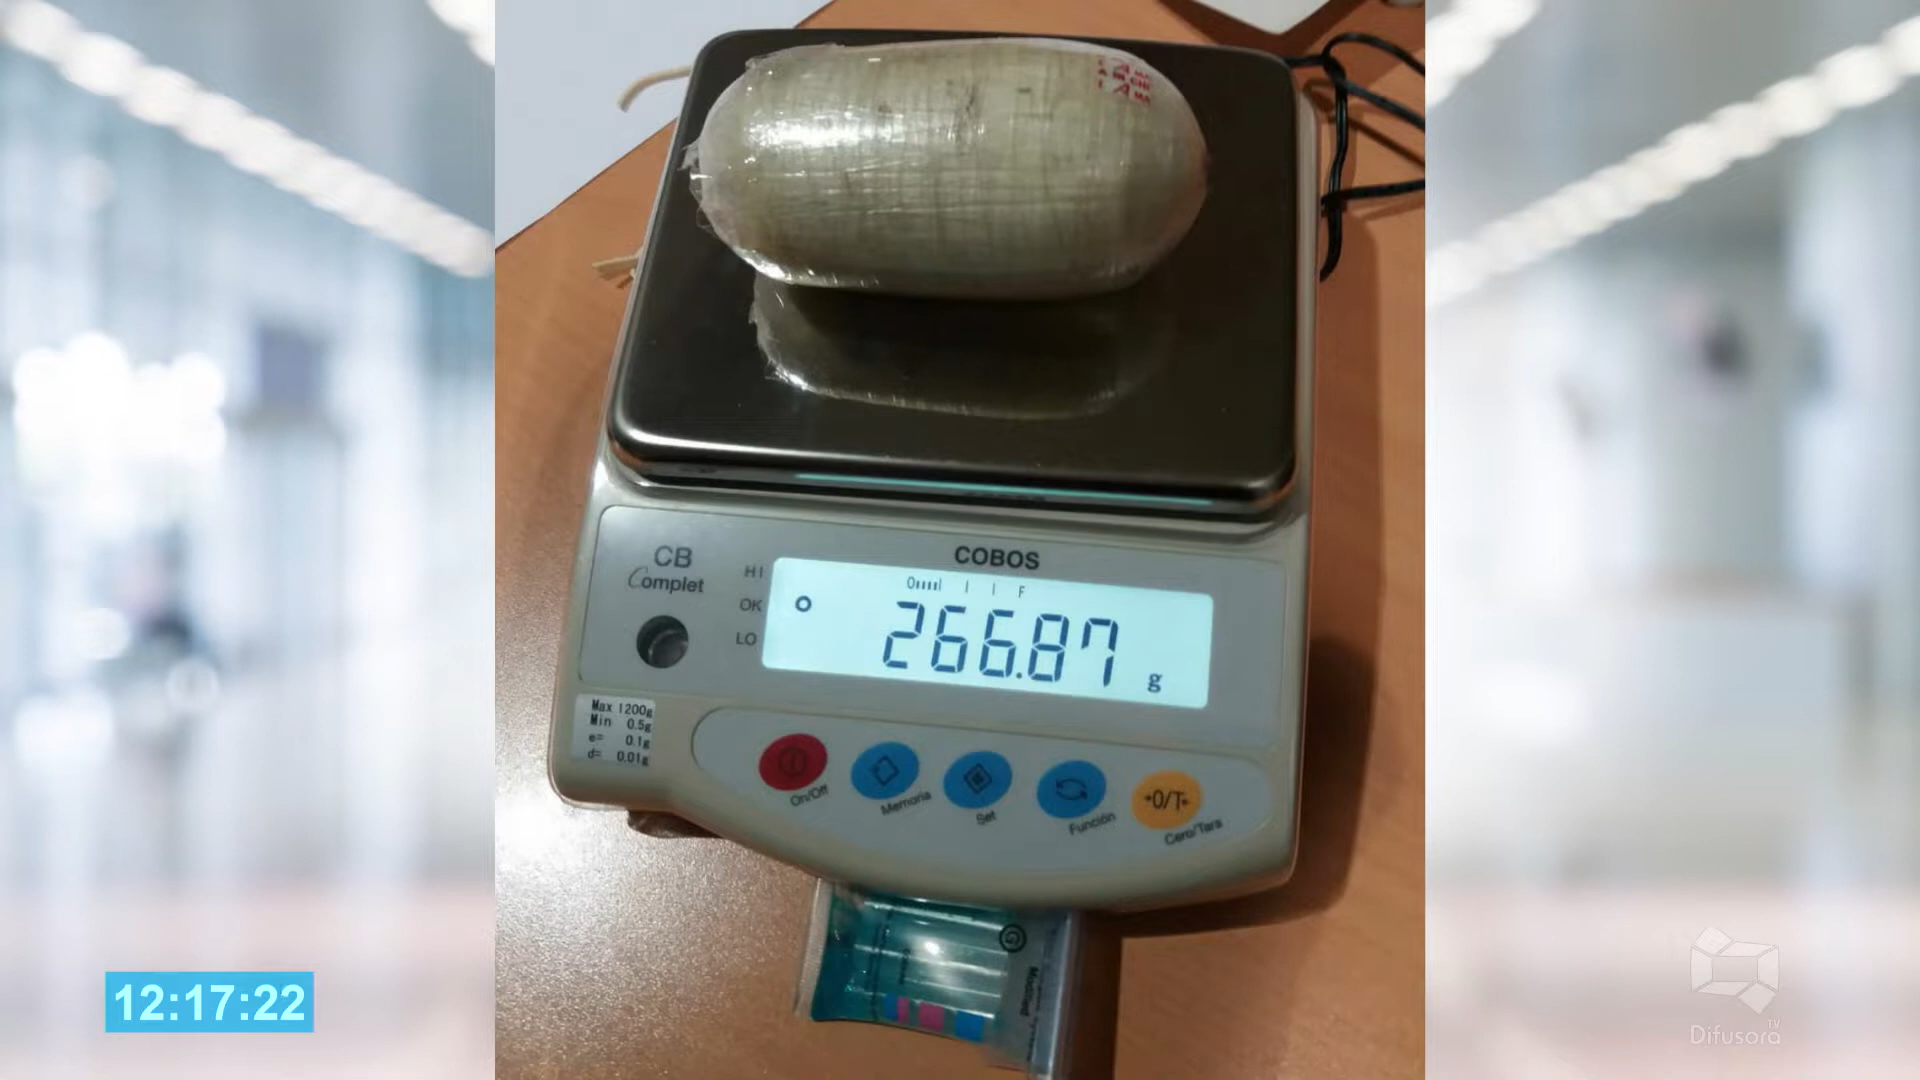 COBOS
CB
Complet
HI
OK
LO
F
266.87 g
Max 1200g
Min 0.5g
e= 0.1g
d= 0.01g
On/Off
Memoria
Set
Función
→0/T←
Cero/Tara
12:17:22
Difusora
TV